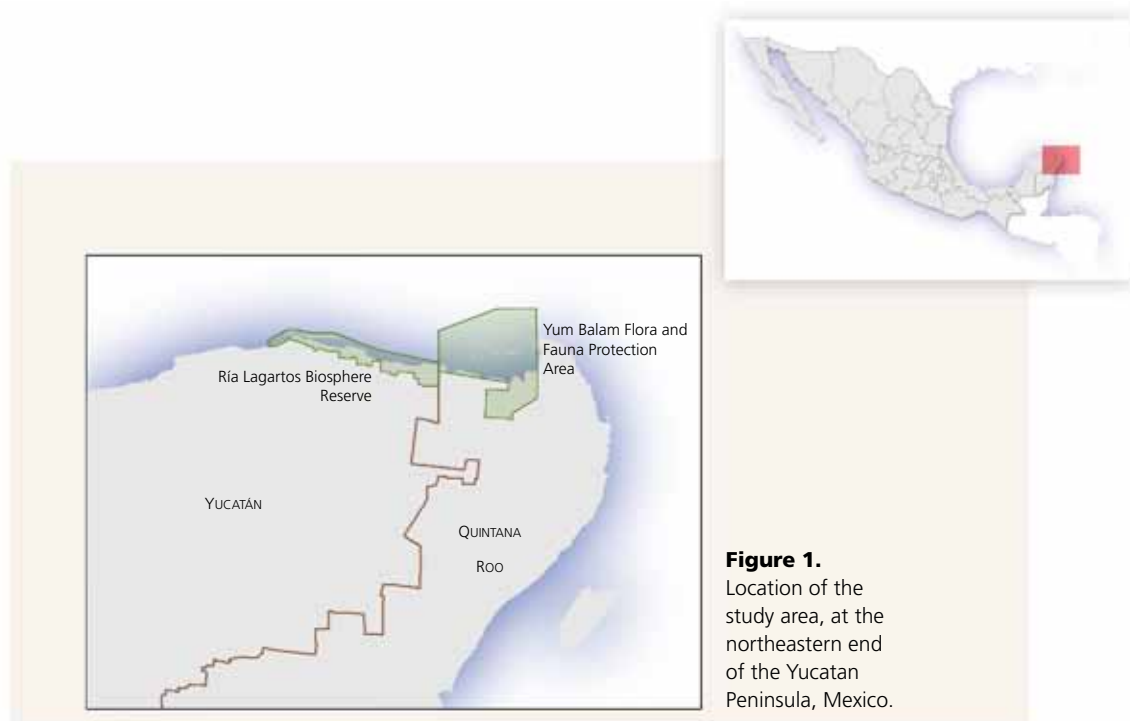 Yum Balam Flora and
Fauna Protection
Area
Ría Lagartos Biosphere
Reserve
YUCATÁN
QUINTANA
ROO
Figure 1.
Location of the
study area, at the
northeastern end
of the Yucatan
Peninsula, Mexico.